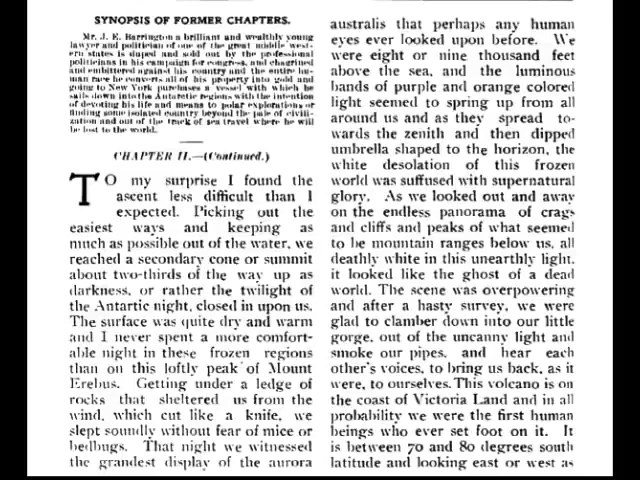 SYNOPSIS OF FORMER CHAPTERS.
Mr. J. E. Barrington a brilliant and wealthly young
lawyer and politician of one of the great middle west-
ern states is duped and sold out by the professional
politicians in his campaign for congress, and chagrined
and embittered against his country and the entire hu-
man race he converts all of his property into gold and
going to New York purchases a vessel with which he
sails down into the Antarctic regions with the intention
of devoting his life and means to polar explorations or
finding some isolated country beyond the pale of civili-
zation and out of the track of sea travel where he will
be lost to the world.
CHAPTER II.—(Continued.)
TO my surprise I found the
ascent less difficult than I
expected. Picking out the
easiest ways and keeping as
much as possible out of the water, we
reached a secondary cone or summit
about two-thirds of the way up as
darkness, or rather the twilight of
the Antartic night, closed in upon us.
The surface was quite dry and warm
and I never spent a more comfort-
able night in these frozen regions
than on this loftly peak of Mount
Erebus. Getting under a ledge of
rocks that sheltered us from the
wind, which cut like a knife, we
slept soundly without fear of mice or
bedbugs. That night we witnessed
the grandest display of the aurora
australis that perhaps any human
eyes ever looked upon before. We
were eight or nine thousand feet
above the sea, and the luminous
bands of purple and orange colored
light seemed to spring up from all
around us and as they spread to-
wards the zenith and then dipped
umbrella shaped to the horizon, the
white desolation of this frozen
world was suffused with supernatural
glory. As we looked out and away
on the endless panorama of crags
and cliffs and peaks of what seemed
to be mountain ranges below us, all
deathly white in this unearthly light,
it looked like the ghost of a dead
world. The scene was overpowering
and after a hasty survey, we were
glad to clamber down into our little
gorge, out of the uncanny light and
smoke our pipes, and hear each
other's voices, to bring us back, as it
were, to ourselves. This volcano is on
the coast of Victoria Land and in all
probability we were the first human
beings who ever set foot on it. It
is between 70 and 80 degrees south
latitude and looking east or west as